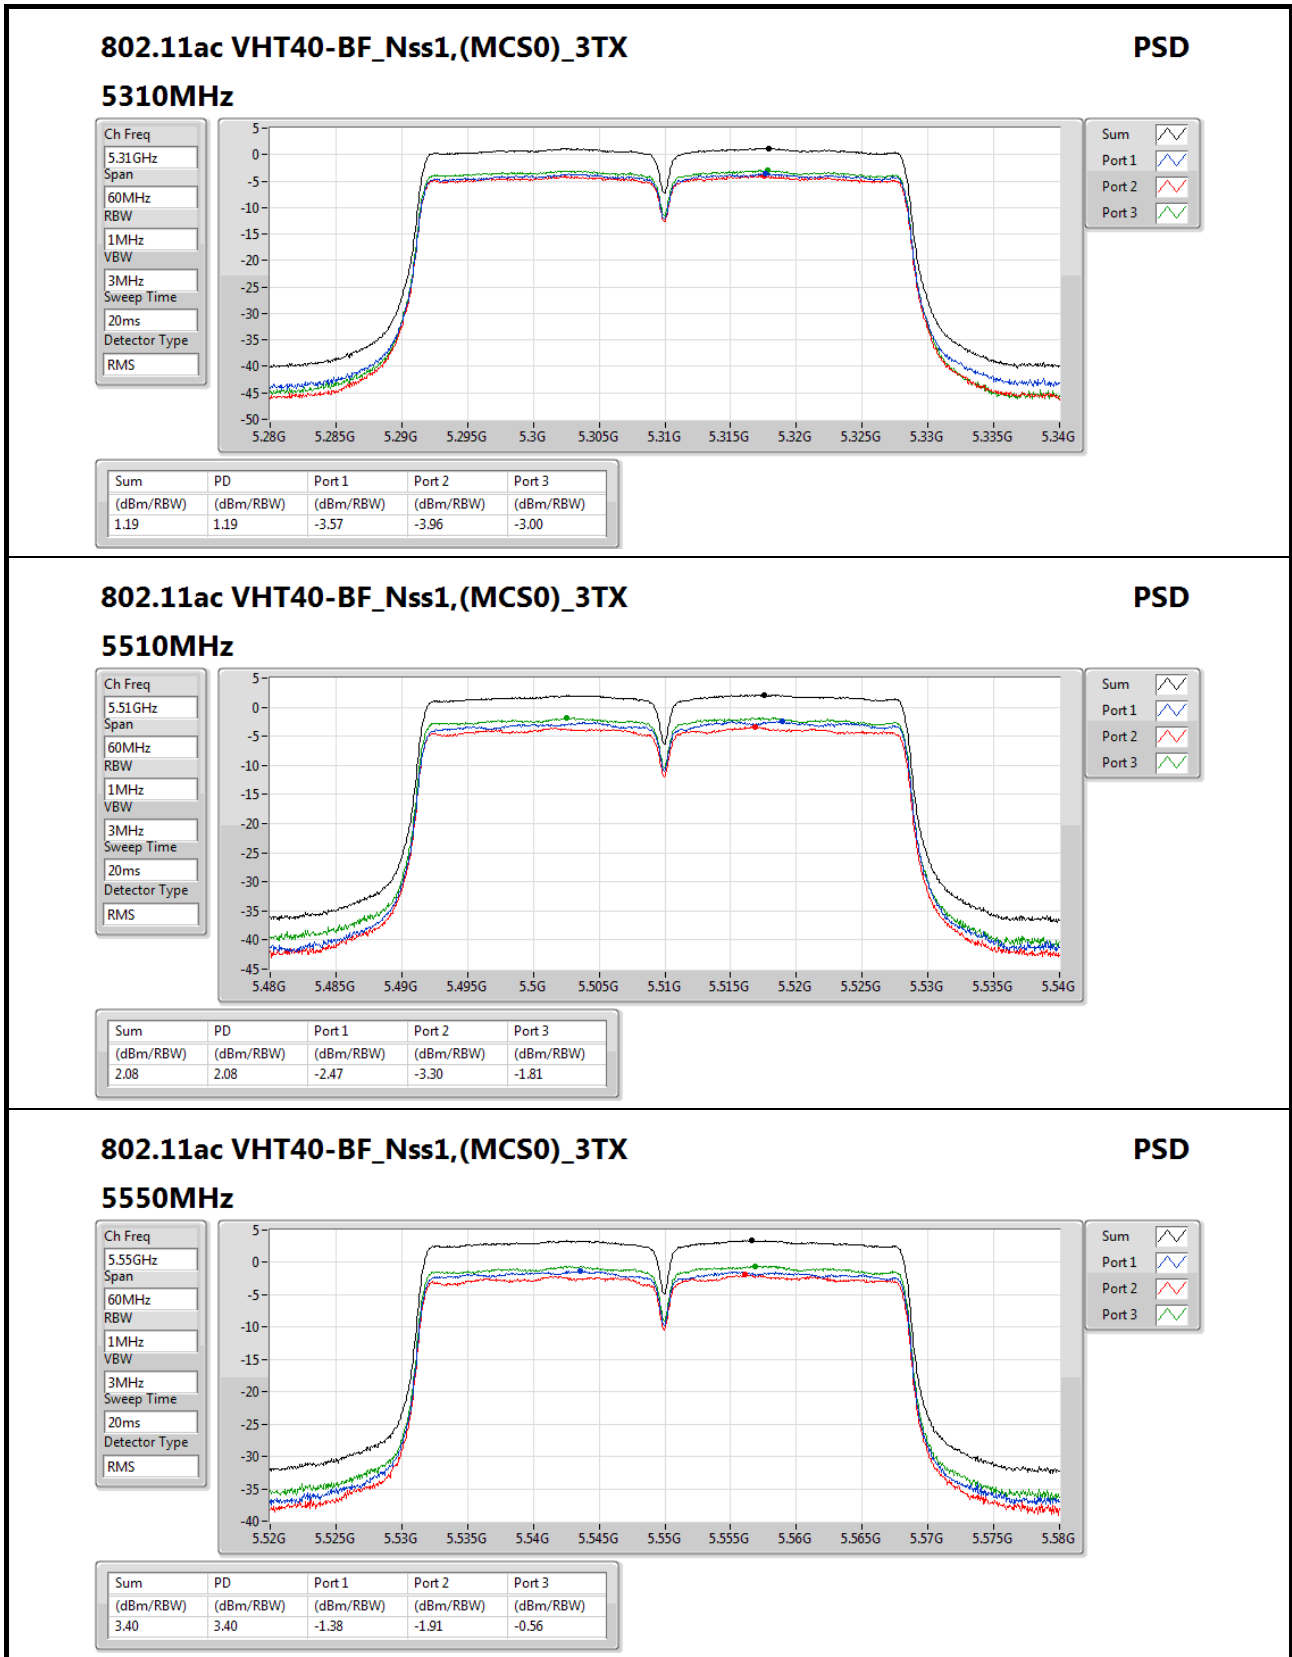 802.11ac VHT40-BF_Nss1,(MCS0)_3TX PSD
5310MHz
Ch Freq
5.31GHz
Span
60MHz
RBW
1MHz
VBW
3MHz
Sweep Time
20ms
Detector Type
RMS
5
0
-5
-10
-15
-20
-25
-30
-35
-40
-45
-50
5.28G 5.285G 5.29G 5.295G 5.3G 5.305G 5.31G 5.315G 5.32G 5.325G 5.33G 5.335G 5.34G
Sum
Port 1
Port 2
Port 3
Sum PD Port 1 Port 2 Port 3
(dBm/RBW) (dBm/RBW) (dBm/RBW) (dBm/RBW) (dBm/RBW)
1.19 1.19 -3.57 -3.96 -3.00
802.11ac VHT40-BF_Nss1,(MCS0)_3TX PSD
5510MHz
Ch Freq
5.51GHz
Span
60MHz
RBW
1MHz
VBW
3MHz
Sweep Time
20ms
Detector Type
RMS
5
0
-5
-10
-15
-20
-25
-30
-35
-40
-45
5.48G 5.485G 5.49G 5.495G 5.5G 5.505G 5.51G 5.515G 5.52G 5.525G 5.53G 5.535G 5.54G
Sum
Port 1
Port 2
Port 3
Sum PD Port 1 Port 2 Port 3
(dBm/RBW) (dBm/RBW) (dBm/RBW) (dBm/RBW) (dBm/RBW)
2.08 2.08 -2.47 -3.30 -1.81
802.11ac VHT40-BF_Nss1,(MCS0)_3TX PSD
5550MHz
Ch Freq
5.55GHz
Span
60MHz
RBW
1MHz
VBW
3MHz
Sweep Time
20ms
Detector Type
RMS
5
0
-5
-10
-15
-20
-25
-30
-35
-40
5.52G 5.525G 5.53G 5.535G 5.54G 5.545G 5.55G 5.555G 5.56G 5.565G 5.57G 5.575G 5.58G
Sum
Port 1
Port 2
Port 3
Sum PD Port 1 Port 2 Port 3
(dBm/RBW) (dBm/RBW) (dBm/RBW) (dBm/RBW) (dBm/RBW)
3.40 3.40 -1.38 -1.91 -0.56